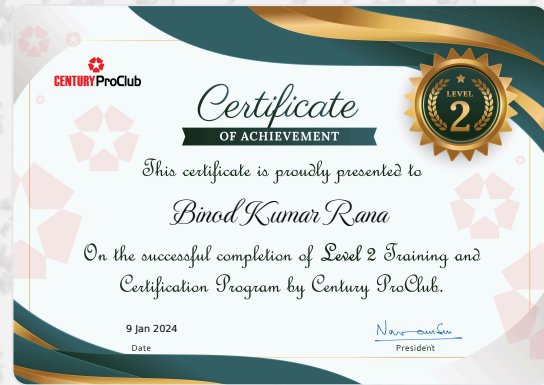 CENTURY ProClub
Certificate
OF ACHIEVEMENT
LEVEL
2
This certificate is proudly presented to
Binod Kumar Rana
On the successful completion of Level 2 Training and
Certification Program by Century ProClub.
9 Jan 2024
Date
President